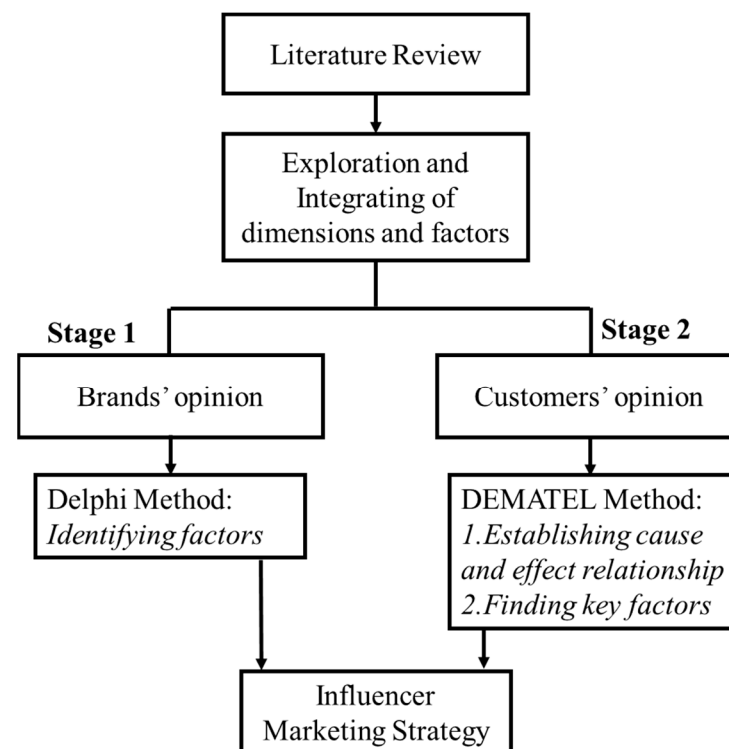 Literature Review
Exploration and
Integrating of
dimensions and factors
Stage 1
Stage 2
Brands’ opinion
Customers’ opinion
Delphi Method:
Identifying factors
DEMATEL Method:
1.Establishing cause
and effect relationship
2.Finding key factors
Influencer
Marketing Strategy